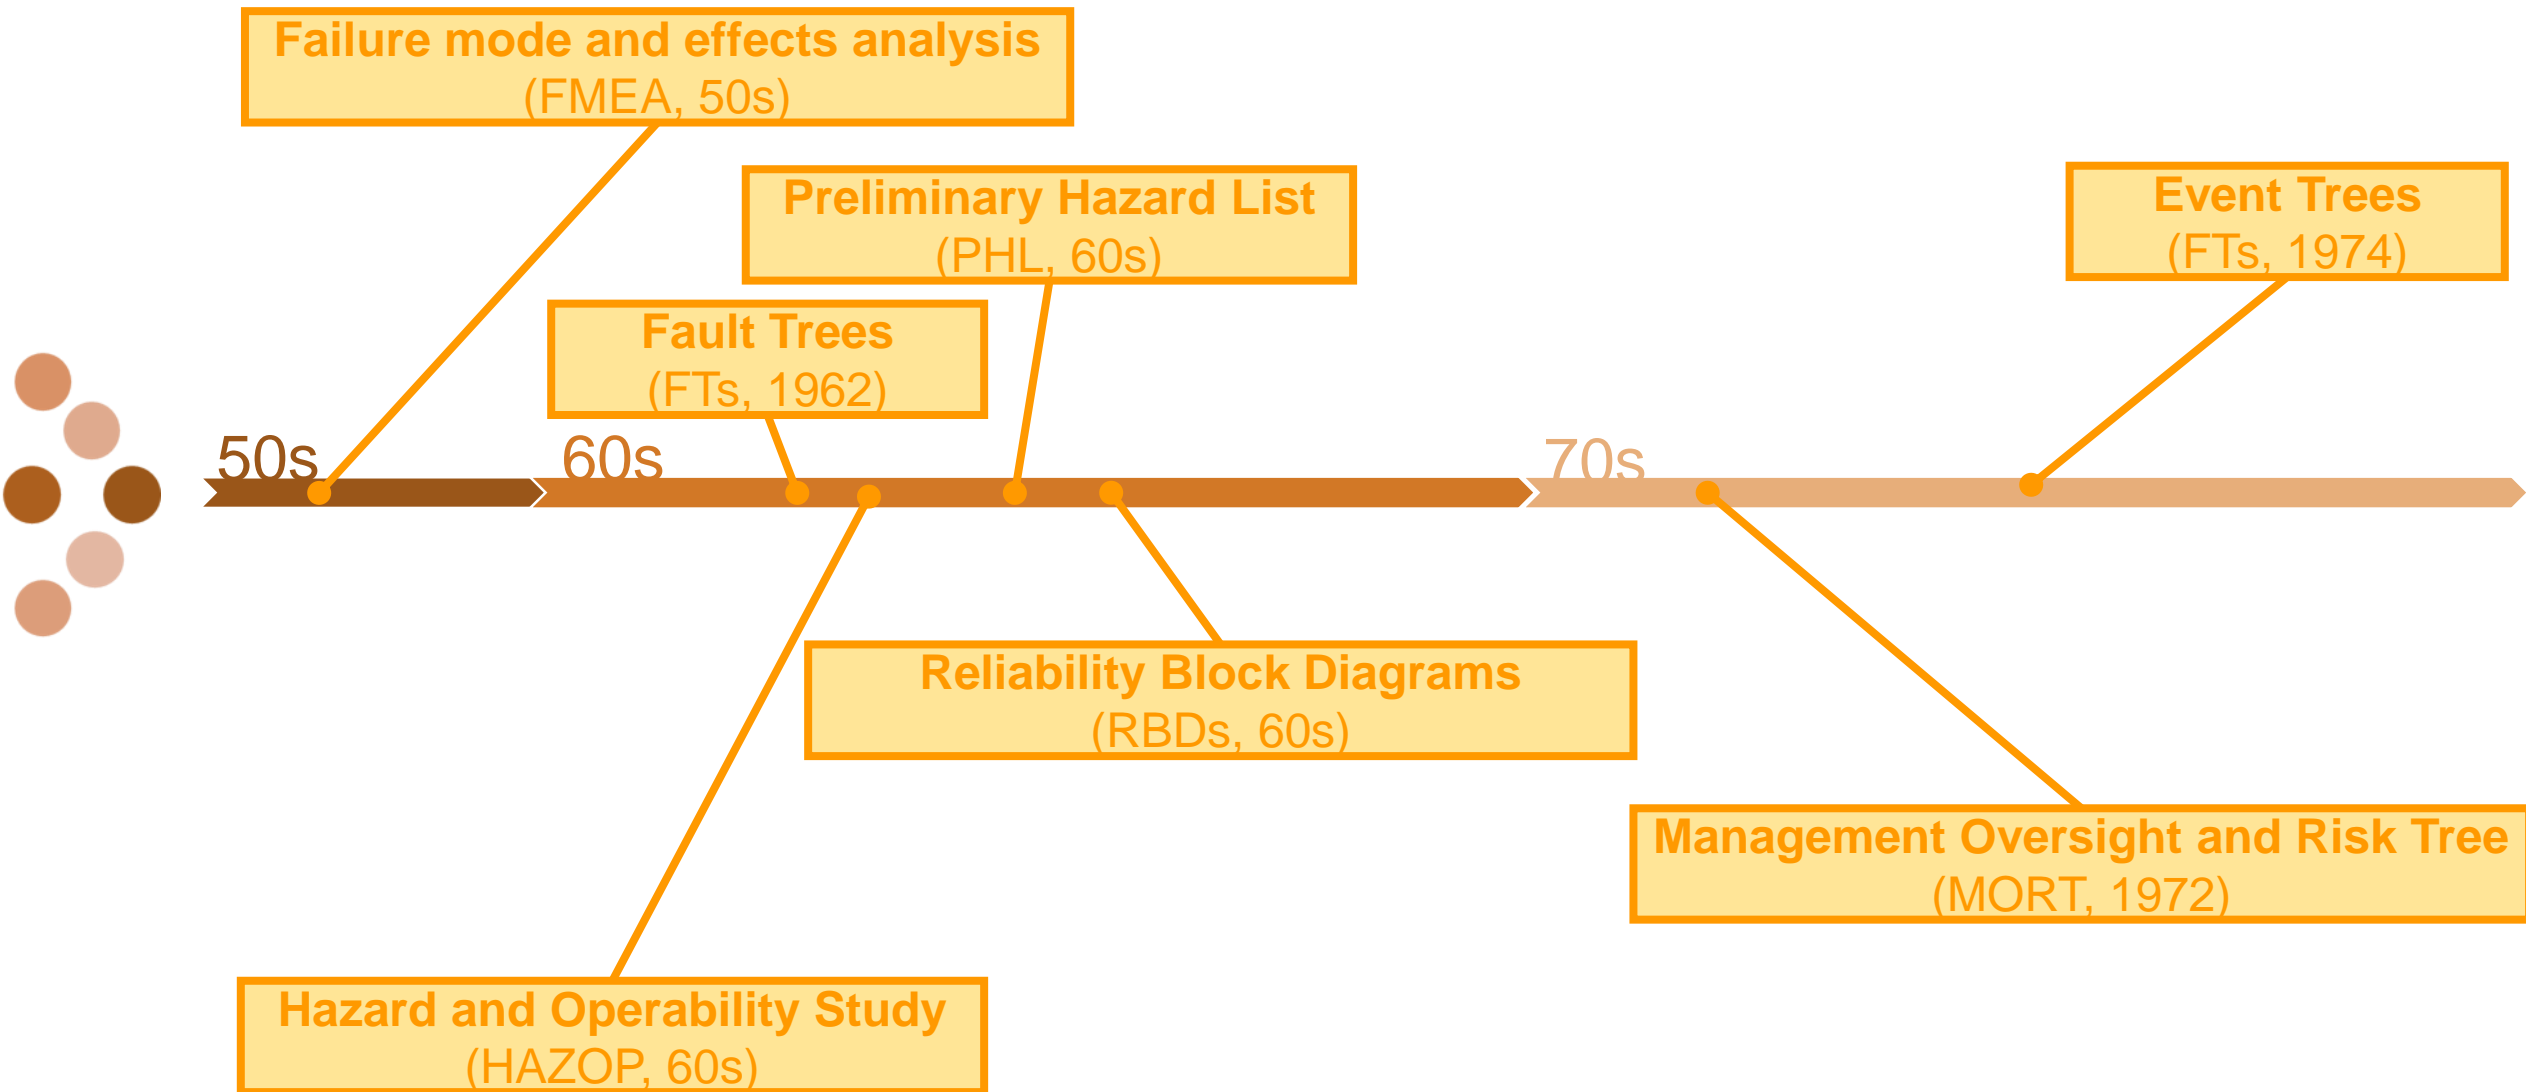 Failure mode and effects analysis
(FMEA, 50s)
Preliminary Hazard List
(PHL, 60s)
Event Trees
(FTs, 1974)
Fault Trees
(FTs, 1962)
50s
60s
70s
Reliability Block Diagrams
(RBDs, 60s)
Management Oversight and Risk Tree
(MORT, 1972)
Hazard and Operability Study
(HAZOP, 60s)